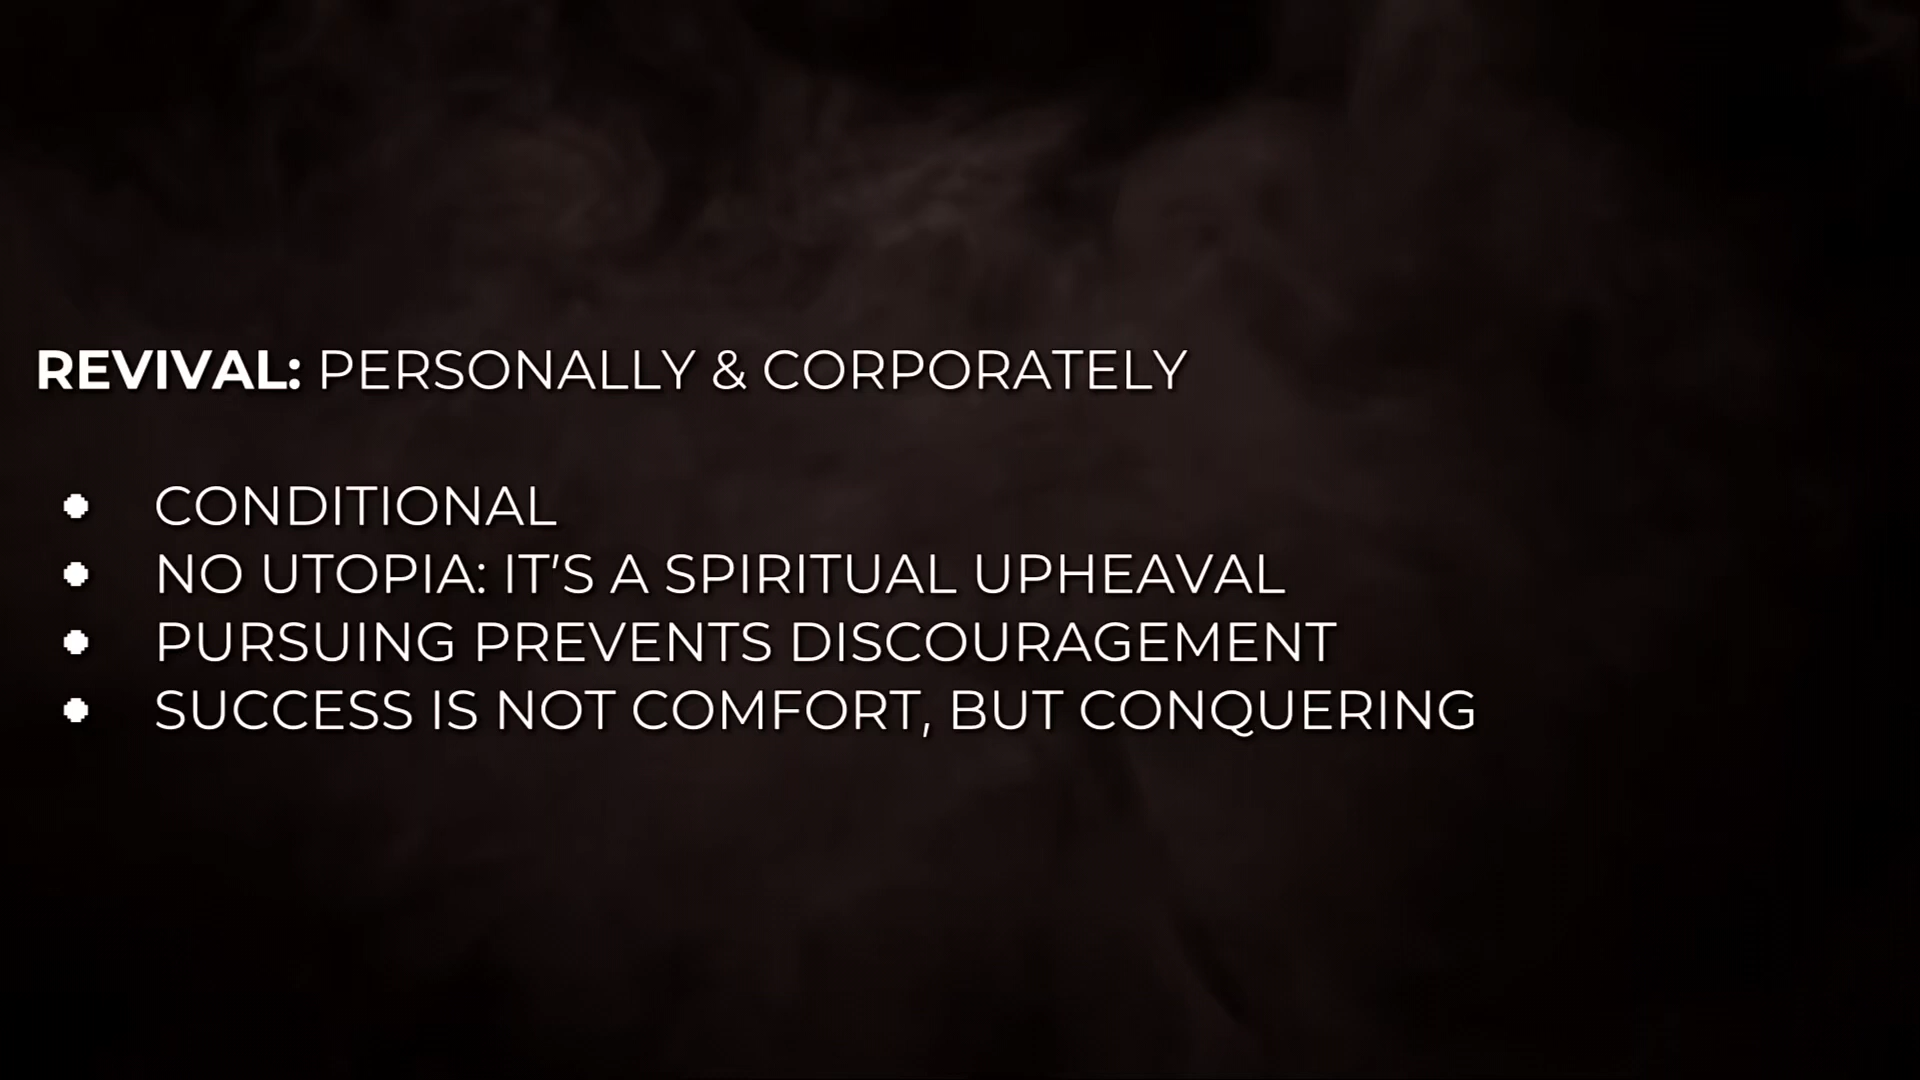 REVIVAL: PERSONALLY & CORPORATELY
• CONDITIONAL
• NO UTOPIA: IT'S A SPIRITUAL UPHEAVAL
• PURSUING PREVENTS DISCOURAGEMENT
• SUCCESS IS NOT COMFORT, BUT CONQUERING